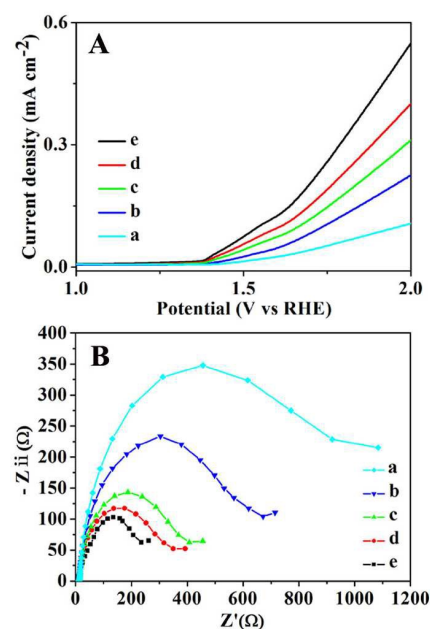 A
Current density (mA cm-2)
0.6
0.3
0.0
e
d
c
b
a
1.0 1.5 2.0
Potential (V vs RHE)
B
- Z ii (Ω)
400
350
300
250
200
150
100
50
0
a
b
c
d
e
0 200 400 600 800 1000 1200
Z'(Ω)